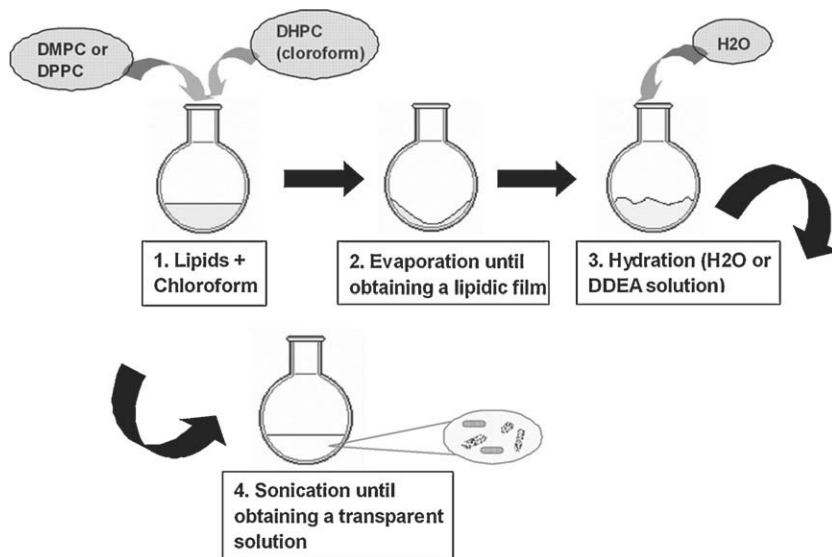 DMPC or
DPPC
DHPC
(cloroform)
H2O
1. Lipids +
Chloroform
2. Evaporation until
obtaining a lipidic film
3. Hydration (H2O or
DDEA solution)
4. Sonication until
obtaining a transparent
solution